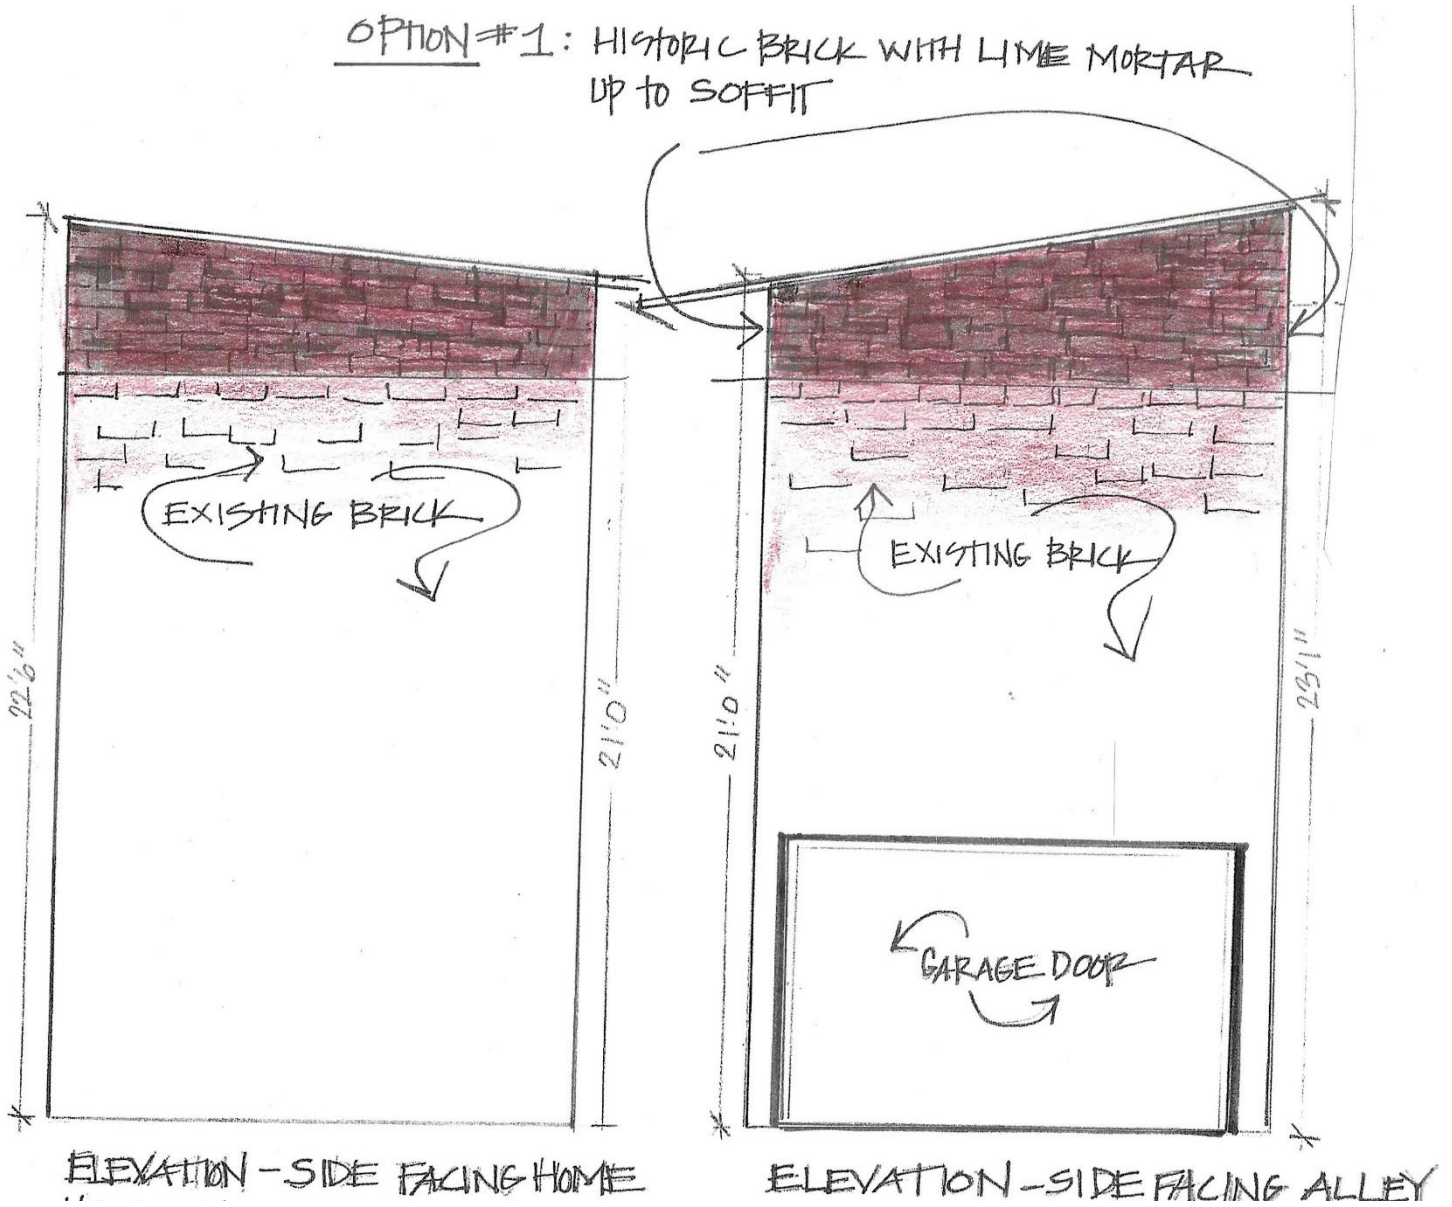 OPTION #1: HISTORIC BRICK WITH LIME MORTAR
UP TO SOFFIT
EXISTING BRICK
EXISTING BRICK
22'6"
21'0"
21'0"
23'1"
GARAGE DOOR
ELEVATION - SIDE FACING HOME
ELEVATION - SIDE FACING ALLEY